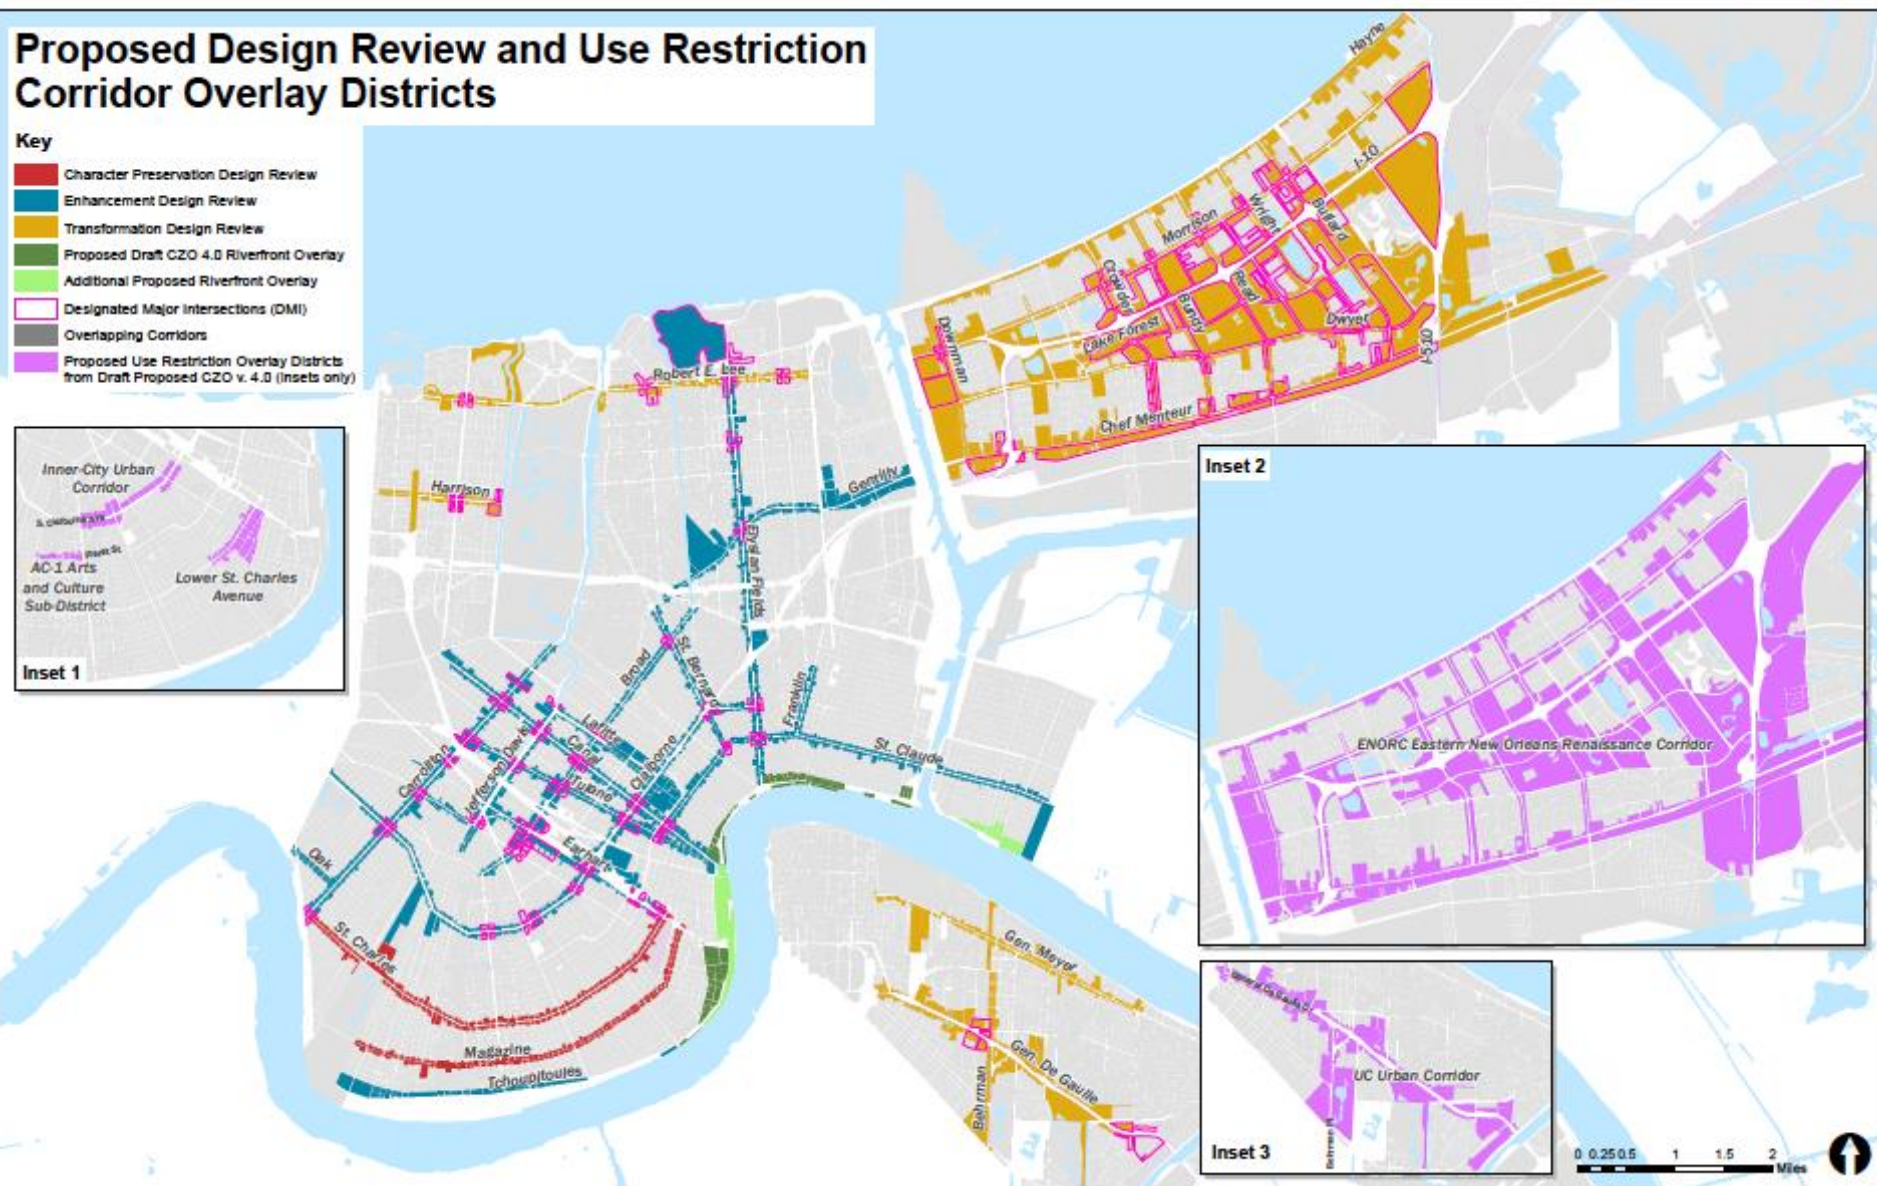 Proposed Design Review and Use Restriction
Corridor Overlay Districts
Key
Character Preservation Design Review
Enhancement Design Review
Transformation Design Review
Proposed Draft CZO 4.0 Riverfront Overlay
Additional Proposed Riverfront Overlay
Designated Major Intersections (DMI)
Overlapping Corridors
Proposed Use Restriction Overlay Districts
from Draft Proposed CZO v. 4.0 (Insets only)
Hayne
I-10
Bullard
Wright
Morrison
Crowder
Read
Bundy
Dwyer
Lake Forest
Downman
I-510
Chef Menteur
Robert E. Lee
Harrison
Gentilly
Elysian Fields
Broad
St. Bernard
Franklin
St. Claude
Lafitte
Canal
Claiborne
Tulane
Jefferson Davis
Carrollton
Earhart
Oak
St. Charles
Magazine
Tchoupitoulas
Gen. Meyer
Gen. De Gaulle
Behrman
Inner-City Urban
Corridor
S. Claiborne Ave
Freret St.
AC-1 Arts
and Culture
Sub-District
Lower St. Charles
Avenue
Inset 1
Inset 2
ENORC Eastern New Orleans Renaissance Corridor
UC Urban Corridor
Inset 3
0 0.25 0.5 1 1.5 2
Miles